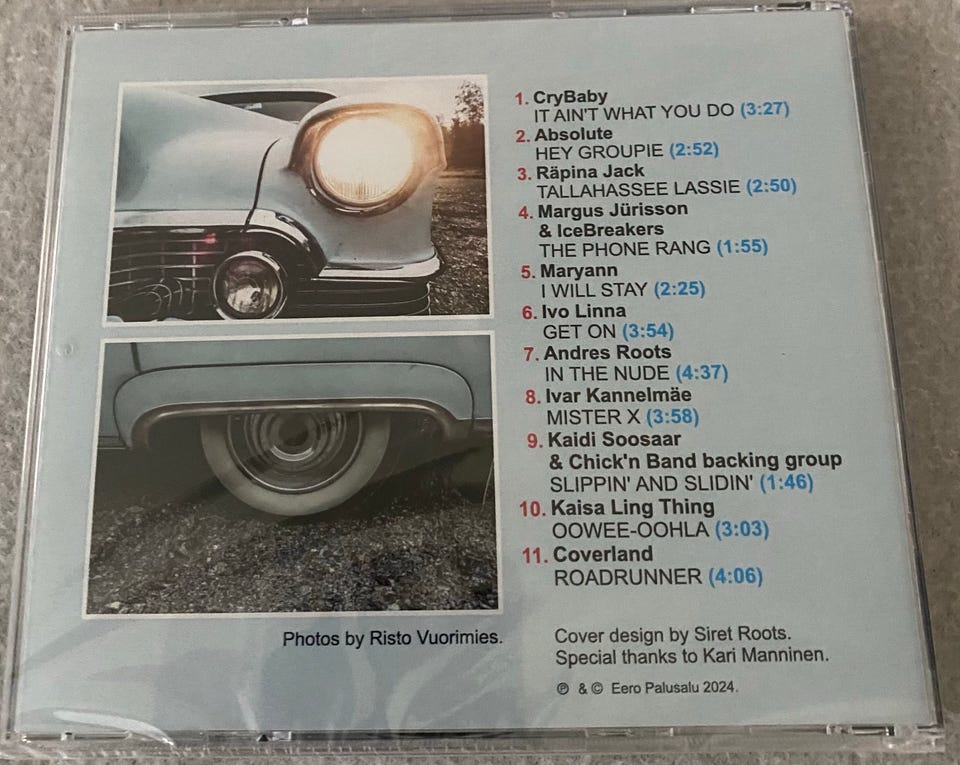 1. CryBaby
IT AIN'T WHAT YOU DO (3:27)
2. Absolute
HEY GROUPIE (2:52)
3. Räpina Jack
TALLAHASSEE LASSIE (2:50)
4. Margus Jürisson
& IceBreakers
THE PHONE RANG (1:55)
5. Maryann
I WILL STAY (2:25)
6. Ivo Linna
GET ON (3:54)
7. Andres Roots
IN THE NUDE (4:37)
8. Ivar Kannelmäe
MISTER X (3:58)
9. Kaidi Soosaar
& Chick'n Band backing group
SLIPPIN' AND SLIDIN' (1:46)
10. Kaisa Ling Thing
OOWEE-OOHLA (3:03)
11. Coverland
ROADRUNNER (4:06)
Photos by Risto Vuorimies.
Cover design by Siret Roots.
Special thanks to Kari Manninen.
℗ & © Eero Palusalu 2024.